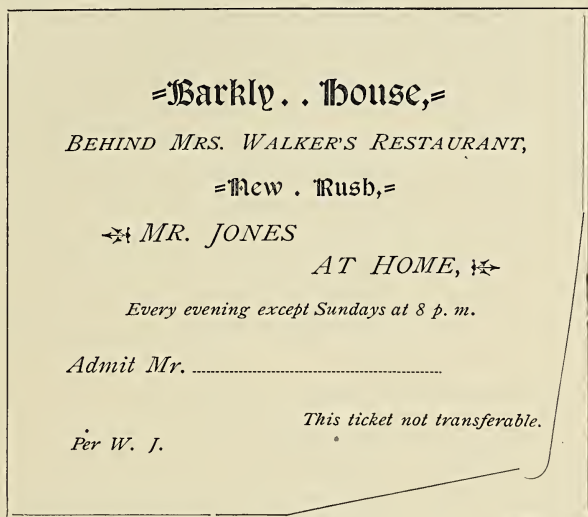 =Barkly . . House,=
BEHIND MRS. WALKER'S RESTAURANT,
=New . Rush,=
MR. JONES
AT HOME,
Every evening except Sundays at 8 p. m.
Admit Mr. ........................................
This ticket not transferable.
Per W. J.